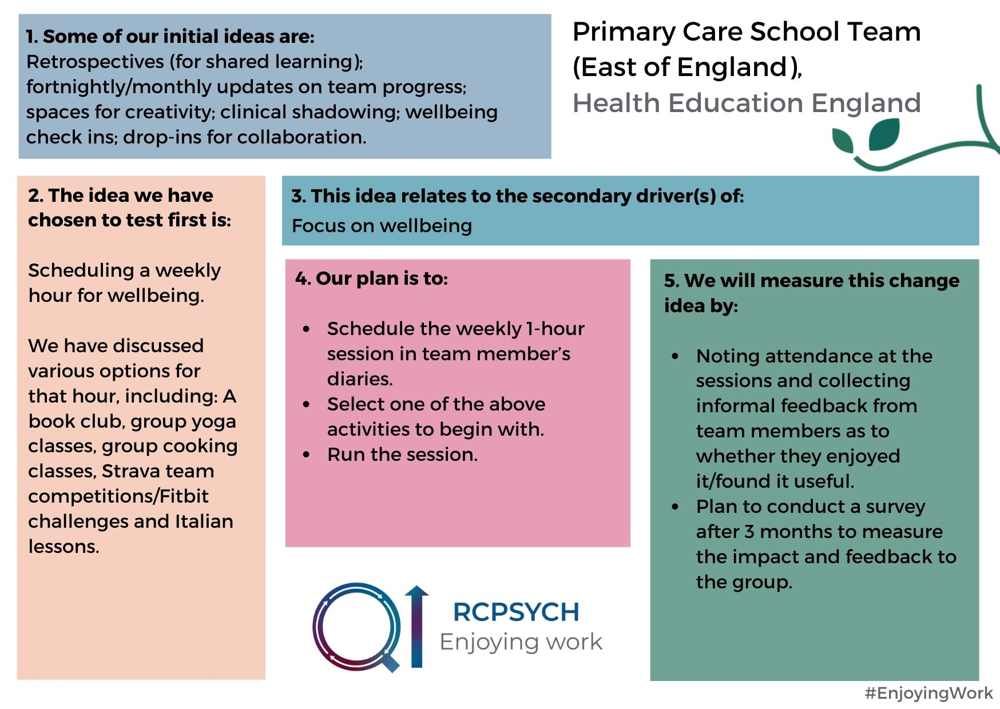 1. Some of our initial ideas are:
Retrospectives (for shared learning);
fortnightly/monthly updates on team progress;
spaces for creativity; clinical shadowing; wellbeing
check ins; drop-ins for collaboration.
Primary Care School Team
(East of England),
Health Education England
2. The idea we have
chosen to test first is:
Scheduling a weekly
hour for wellbeing.
We have discussed
various options for
that hour, including: A
book club, group yoga
classes, group cooking
classes, Strava team
competitions/Fitbit
challenges and Italian
lessons.
3. This idea relates to the secondary driver(s) of:
Focus on wellbeing
4. Our plan is to:
• Schedule the weekly 1-hour
session in team member’s
diaries.
• Select one of the above
activities to begin with.
• Run the session.
5. We will measure this change
idea by:
• Noting attendance at the
sessions and collecting
informal feedback from
team members as to
whether they enjoyed
it/found it useful.
• Plan to conduct a survey
after 3 months to measure
the impact and feedback to
the group.
QI
RCPSYCH
Enjoying work
#EnjoyingWork